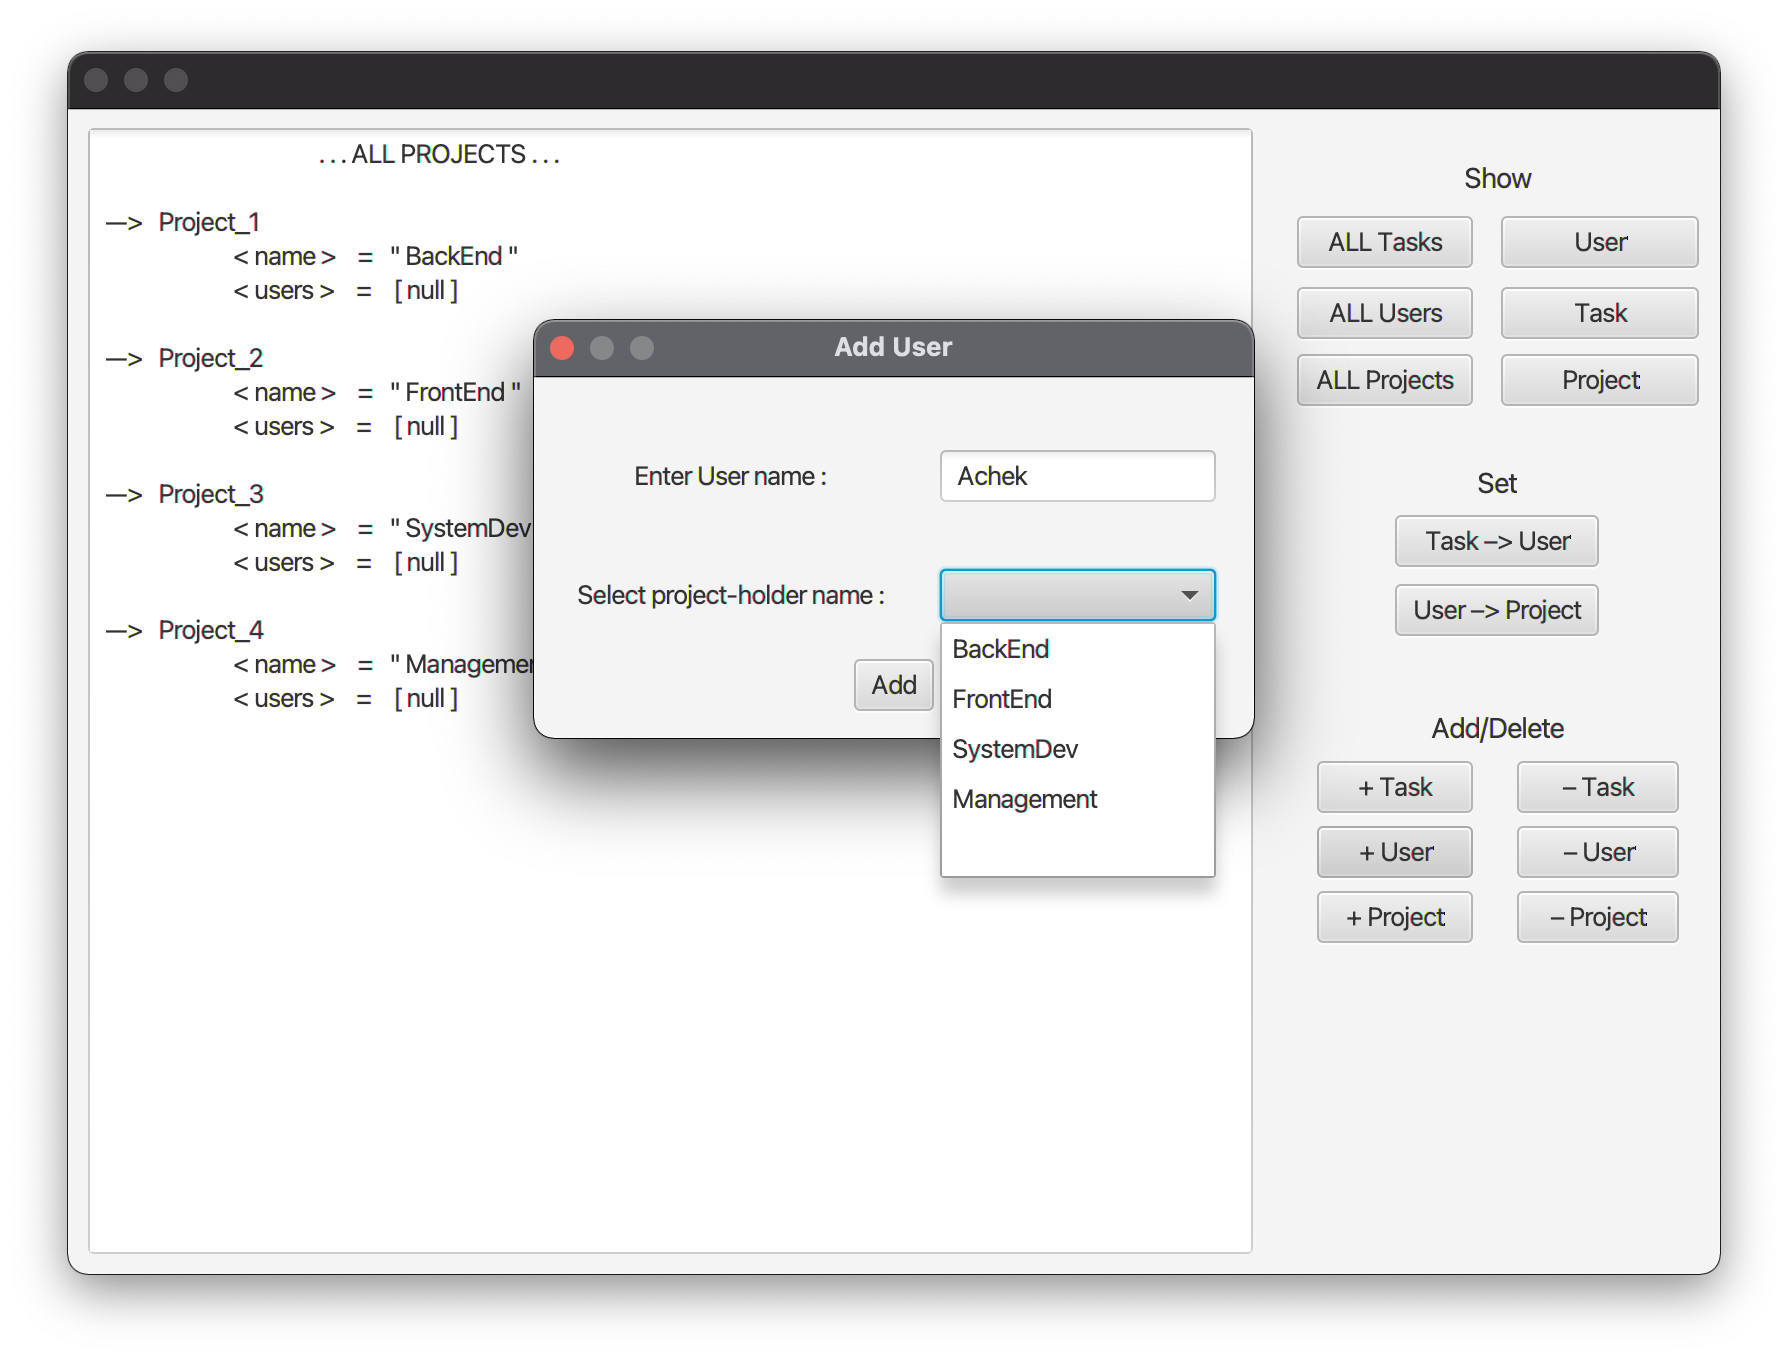 . . . ALL PROJECTS . . .
—> Project_1
< name > = " BackEnd "
< users > = [ null ]
—> Project_2
< name > = " FrontEnd "
< users > = [ null ]
—> Project_3
< name > = " SystemDev
< users > = [ null ]
—> Project_4
< name > = "
< users > = [ null ]
Add User
Enter User name :
Achek
Select project-holder name :
BackEnd
FrontEnd
SystemDev
Management
Add
Show
ALL Tasks
User
ALL Users
Task
ALL Projects
Project
Set
Task –> User
User –> Project
Add/Delete
+ Task
– Task
+ User
– User
+ Project
– Project